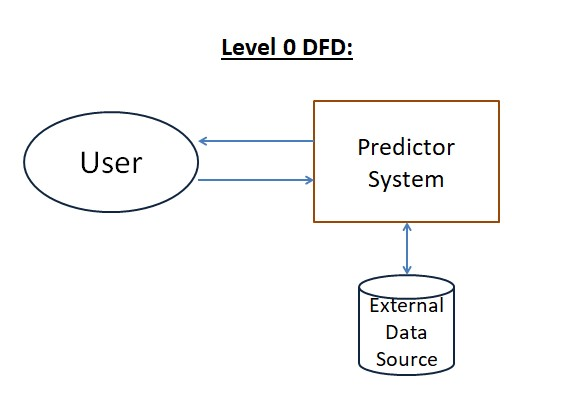 Level 0 DFD:
User
Predictor
System
External
Data
Source